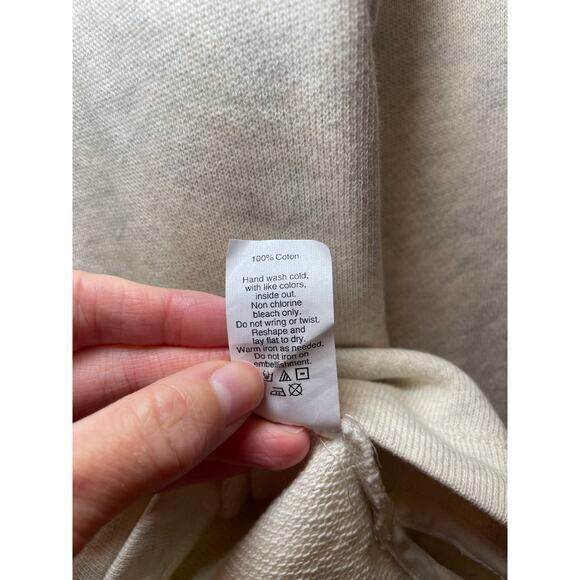 100% Coton
Hand wash cold,
with like colors,
inside out.
Non chlorine
bleach only.
Do not wring or twist.
Reshape and
lay flat to dry.
Warm iron as needed.
Do not iron on
embellishment.